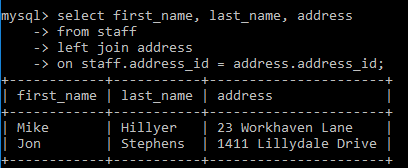 mysql> select first_name, last_name, address
    -> from staff
    -> left join address
    -> on staff.address_id = address.address_id;
+------------+-----------+----------------------+
| first_name | last_name | address              |
+------------+-----------+----------------------+
| Mike       | Hillyer   | 23 Workhaven Lane    |
| Jon        | Stephens  | 1411 Lillydale Drive |
+------------+-----------+----------------------+